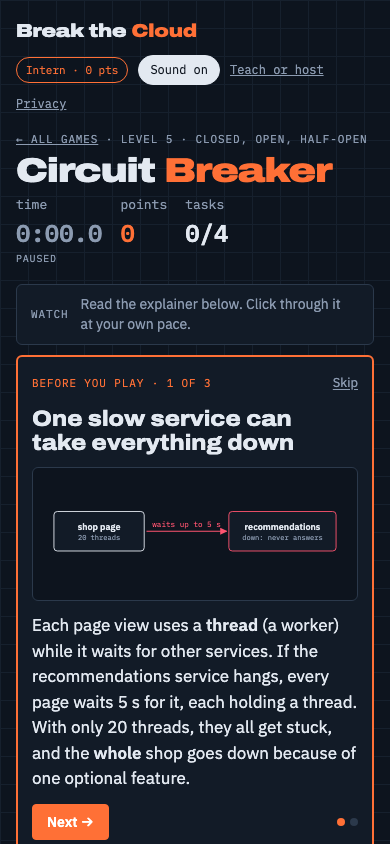 Break the Cloud
Intern · 0 pts
Sound on
Teach or host
Privacy
← ALL GAMES · LEVEL 5 · CLOSED, OPEN, HALF-OPEN
Circuit Breaker
time points tasks
0:00.0 0 0/4
PAUSED
WATCH
Read the explainer below. Click through it
at your own pace.
BEFORE YOU PLAY · 1 OF 3
Skip
One slow service can
take everything down
shop page
20 threads
waits up to 5 s
recommendations
down: never answers
Each page view uses a thread (a worker)
while it waits for other services. If the
recommendations service hangs, every
page waits 5 s for it, each holding a thread.
With only 20 threads, they all get stuck,
and the whole shop goes down because of
one optional feature.
Next →